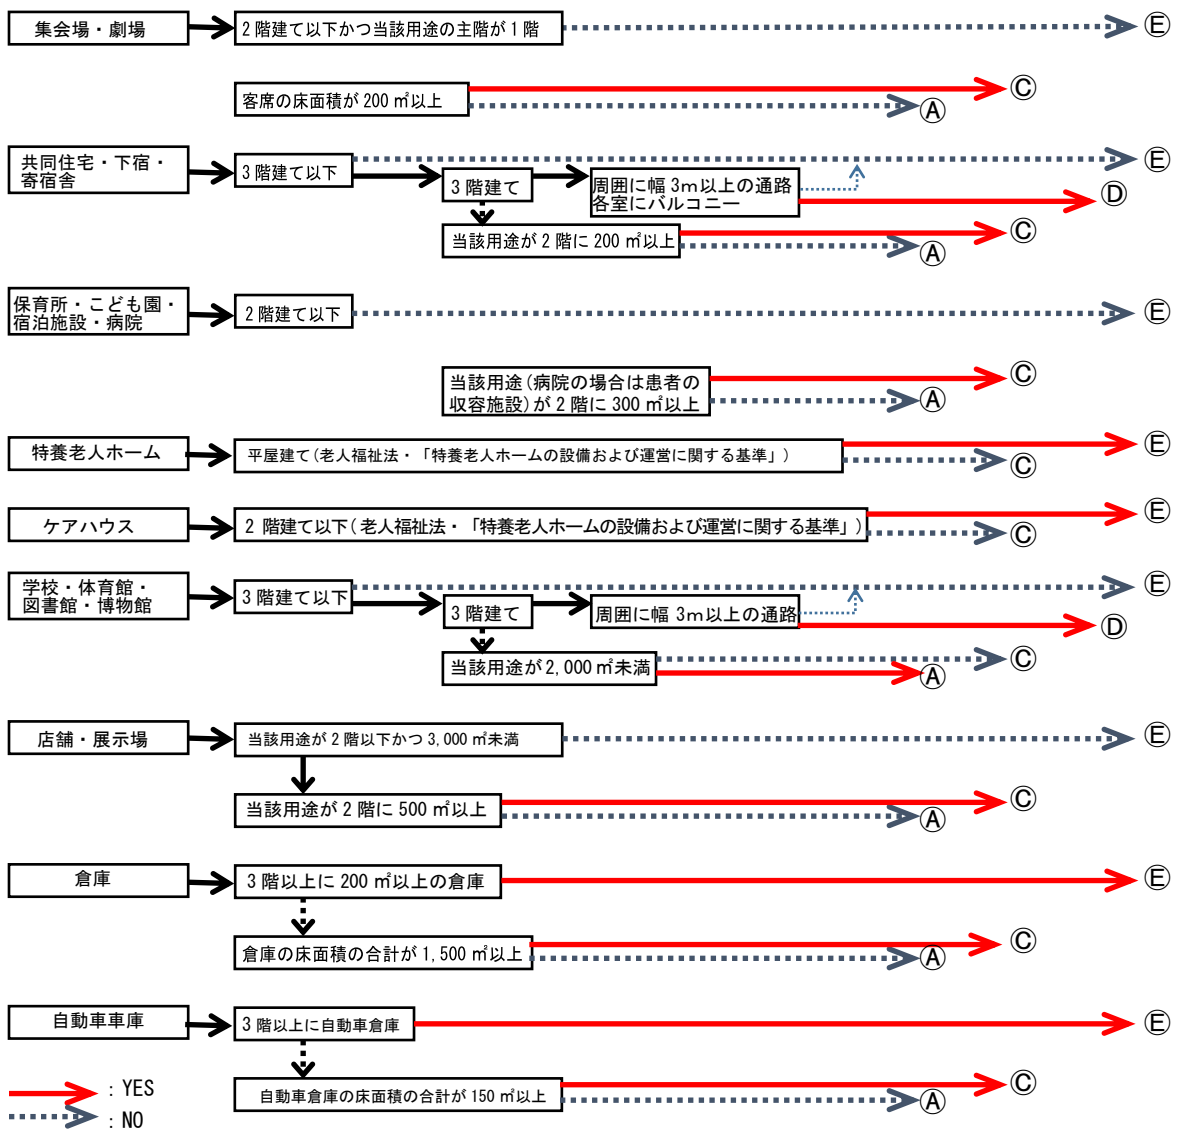 集会場・劇場
2階建て以下かつ当該用途の主階が1階
Ⓔ
客席の床面積が200㎡以上
Ⓒ
Ⓐ
共同住宅・下宿・
寄宿舎
3階建て以下
Ⓔ
3階建て
周囲に幅3m以上の通路
各室にバルコニー
Ⓓ
当該用途が2階に200㎡以上
Ⓒ
Ⓐ
保育所・こども園・
宿泊施設・病院
2階建て以下
Ⓔ
当該用途(病院の場合は患者の
収容施設)が2階に300㎡以上
Ⓒ
Ⓐ
特養老人ホーム
平屋建て(老人福祉法・「特養老人ホームの設備および運営に関する基準」)
Ⓔ
Ⓒ
ケアハウス
2階建て以下(老人福祉法・「特養老人ホームの設備および運営に関する基準」)
Ⓔ
Ⓒ
学校・体育館・
図書館・博物館
3階建て以下
Ⓔ
3階建て
周囲に幅3m以上の通路
Ⓓ
当該用途が2,000㎡未満
Ⓒ
Ⓐ
店舗・展示場
当該用途が2階以下かつ3,000㎡未満
Ⓔ
当該用途が2階に500㎡以上
Ⓒ
Ⓐ
倉庫
3階以上に200㎡以上の倉庫
Ⓔ
倉庫の床面積の合計が1,500㎡以上
Ⓒ
Ⓐ
自動車車庫
3階以上に自動車倉庫
Ⓔ
自動車倉庫の床面積の合計が150㎡以上
Ⓒ
Ⓐ
:YES
:NO